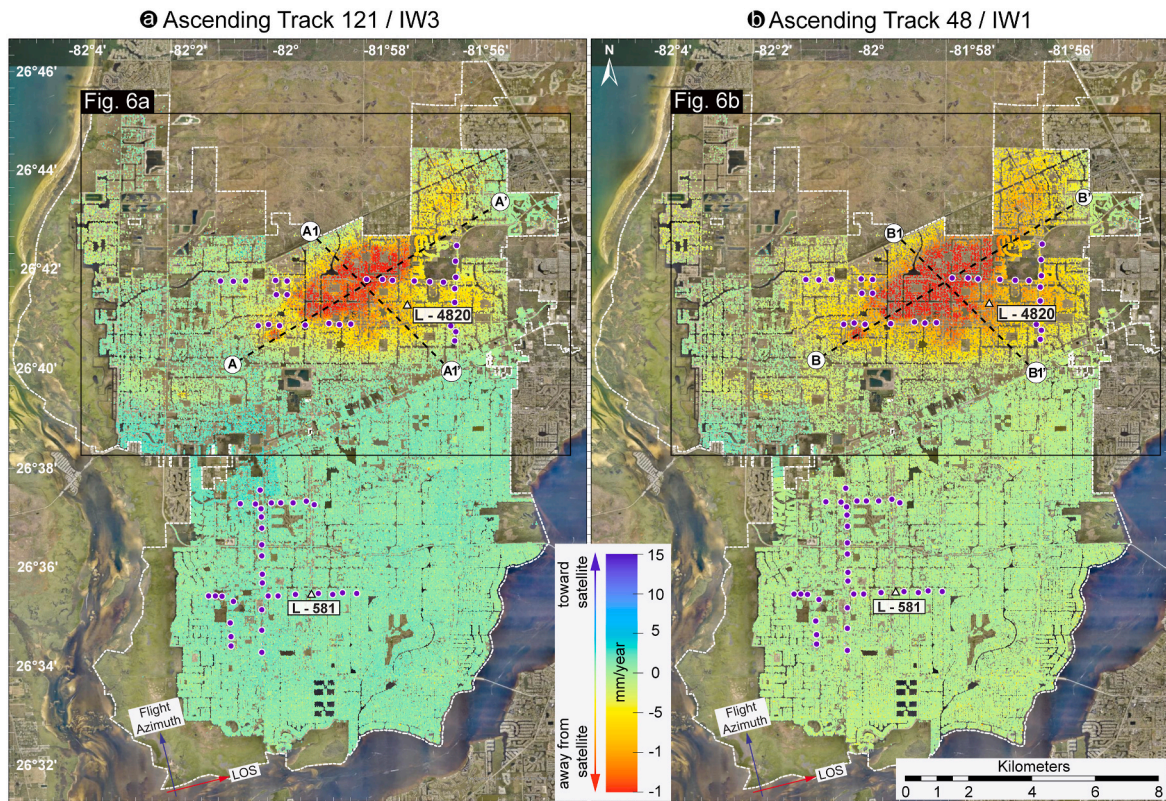 a Ascending Track 121 / IW3
b Ascending Track 48 / IW1
-82°4'
-82°2'
-82°
-81°58'
-81°56'
N
-82°4'
-82°2'
-82°
-81°58'
-81°56'
26°46'
26°44'
26°42'
26°40'
26°38'
26°36'
26°34'
26°32'
Fig. 6a
A1
A'
L - 4820
A
A1'
L - 581
Flight
Azimuth
LOS
Fig. 6b
B1
B'
L - 4820
B
B1'
L - 581
Flight
Azimuth
LOS
toward
satellite
away from
satellite
mm/year
15
10
5
0
-5
-1
-1
Kilometers
0 1 2 4 6 8